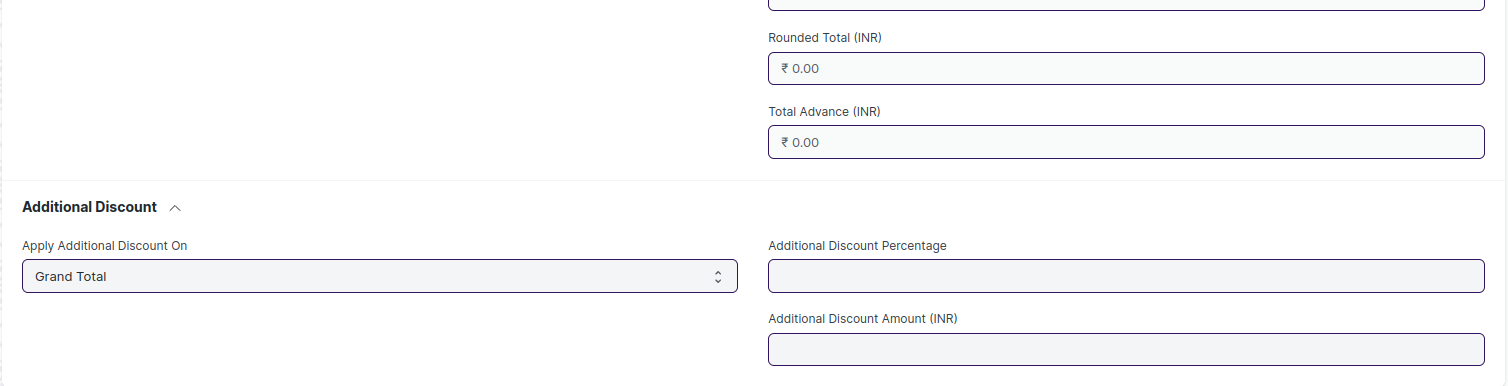 Rounded Total (INR)
₹ 0.00
Total Advance (INR)
₹ 0.00
Additional Discount
Apply Additional Discount On
Grand Total
Additional Discount Percentage
Additional Discount Amount (INR)